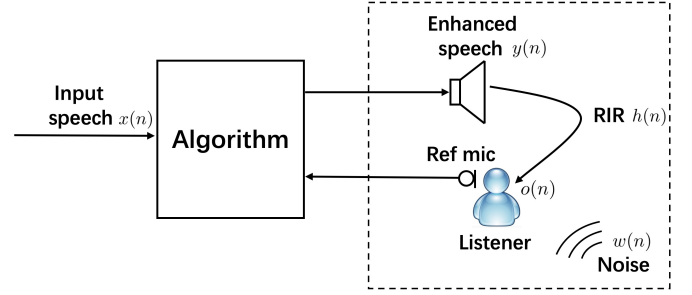 Enhanced
speech y(n)
Input
speech x(n)
RIR h(n)
Algorithm
Ref mic
o(n)
Listener
w(n)
Noise